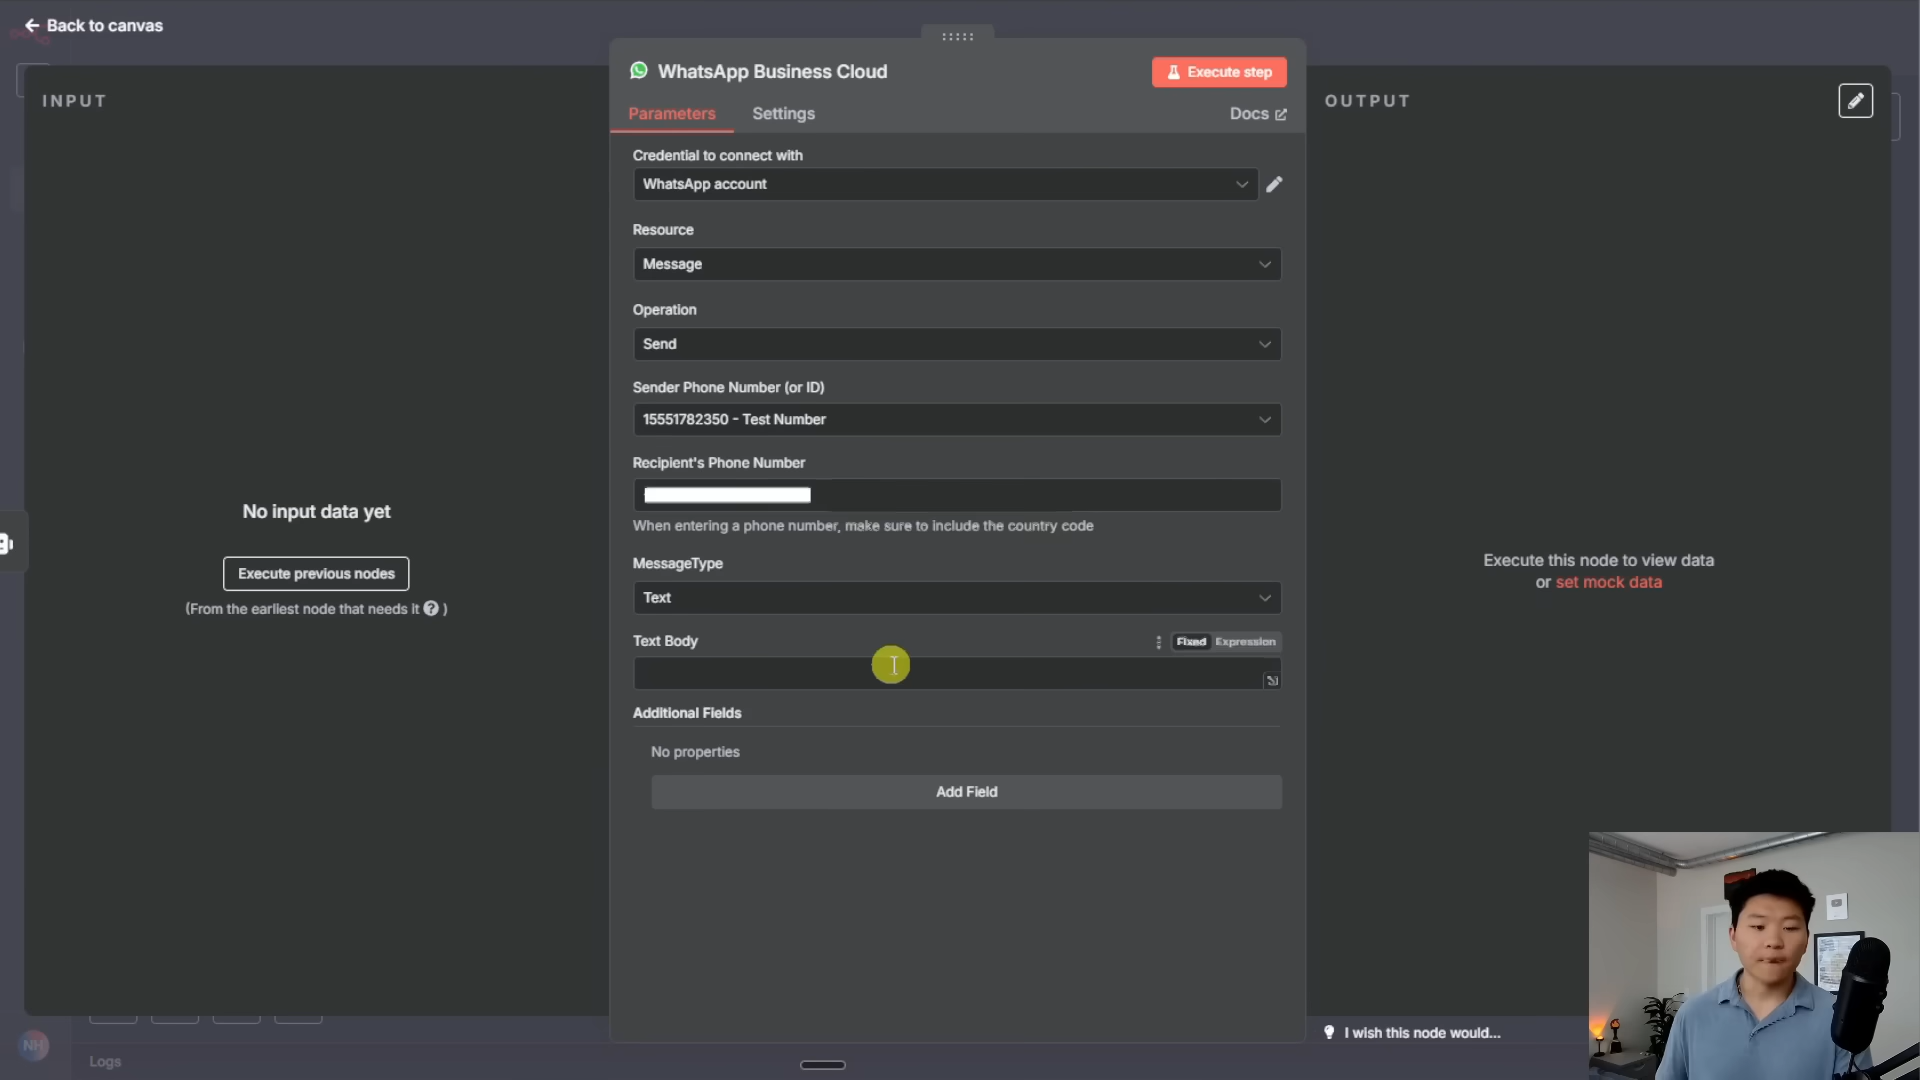 Back to canvas
INPUT
No input data yet
Execute previous nodes
(From the earliest node that needs it ? )
WhatsApp Business Cloud
Execute step
Parameters
Settings
Docs
Credential to connect with
WhatsApp account
Resource
Message
Operation
Send
Sender Phone Number (or ID)
15551782350 - Test Number
Recipient's Phone Number
When entering a phone number, make sure to include the country code
MessageType
Text
Text Body
Fixed Expression
Additional Fields
No properties
Add Field
OUTPUT
Execute this node to view data
or set mock data
I wish this node would...
NH
Logs